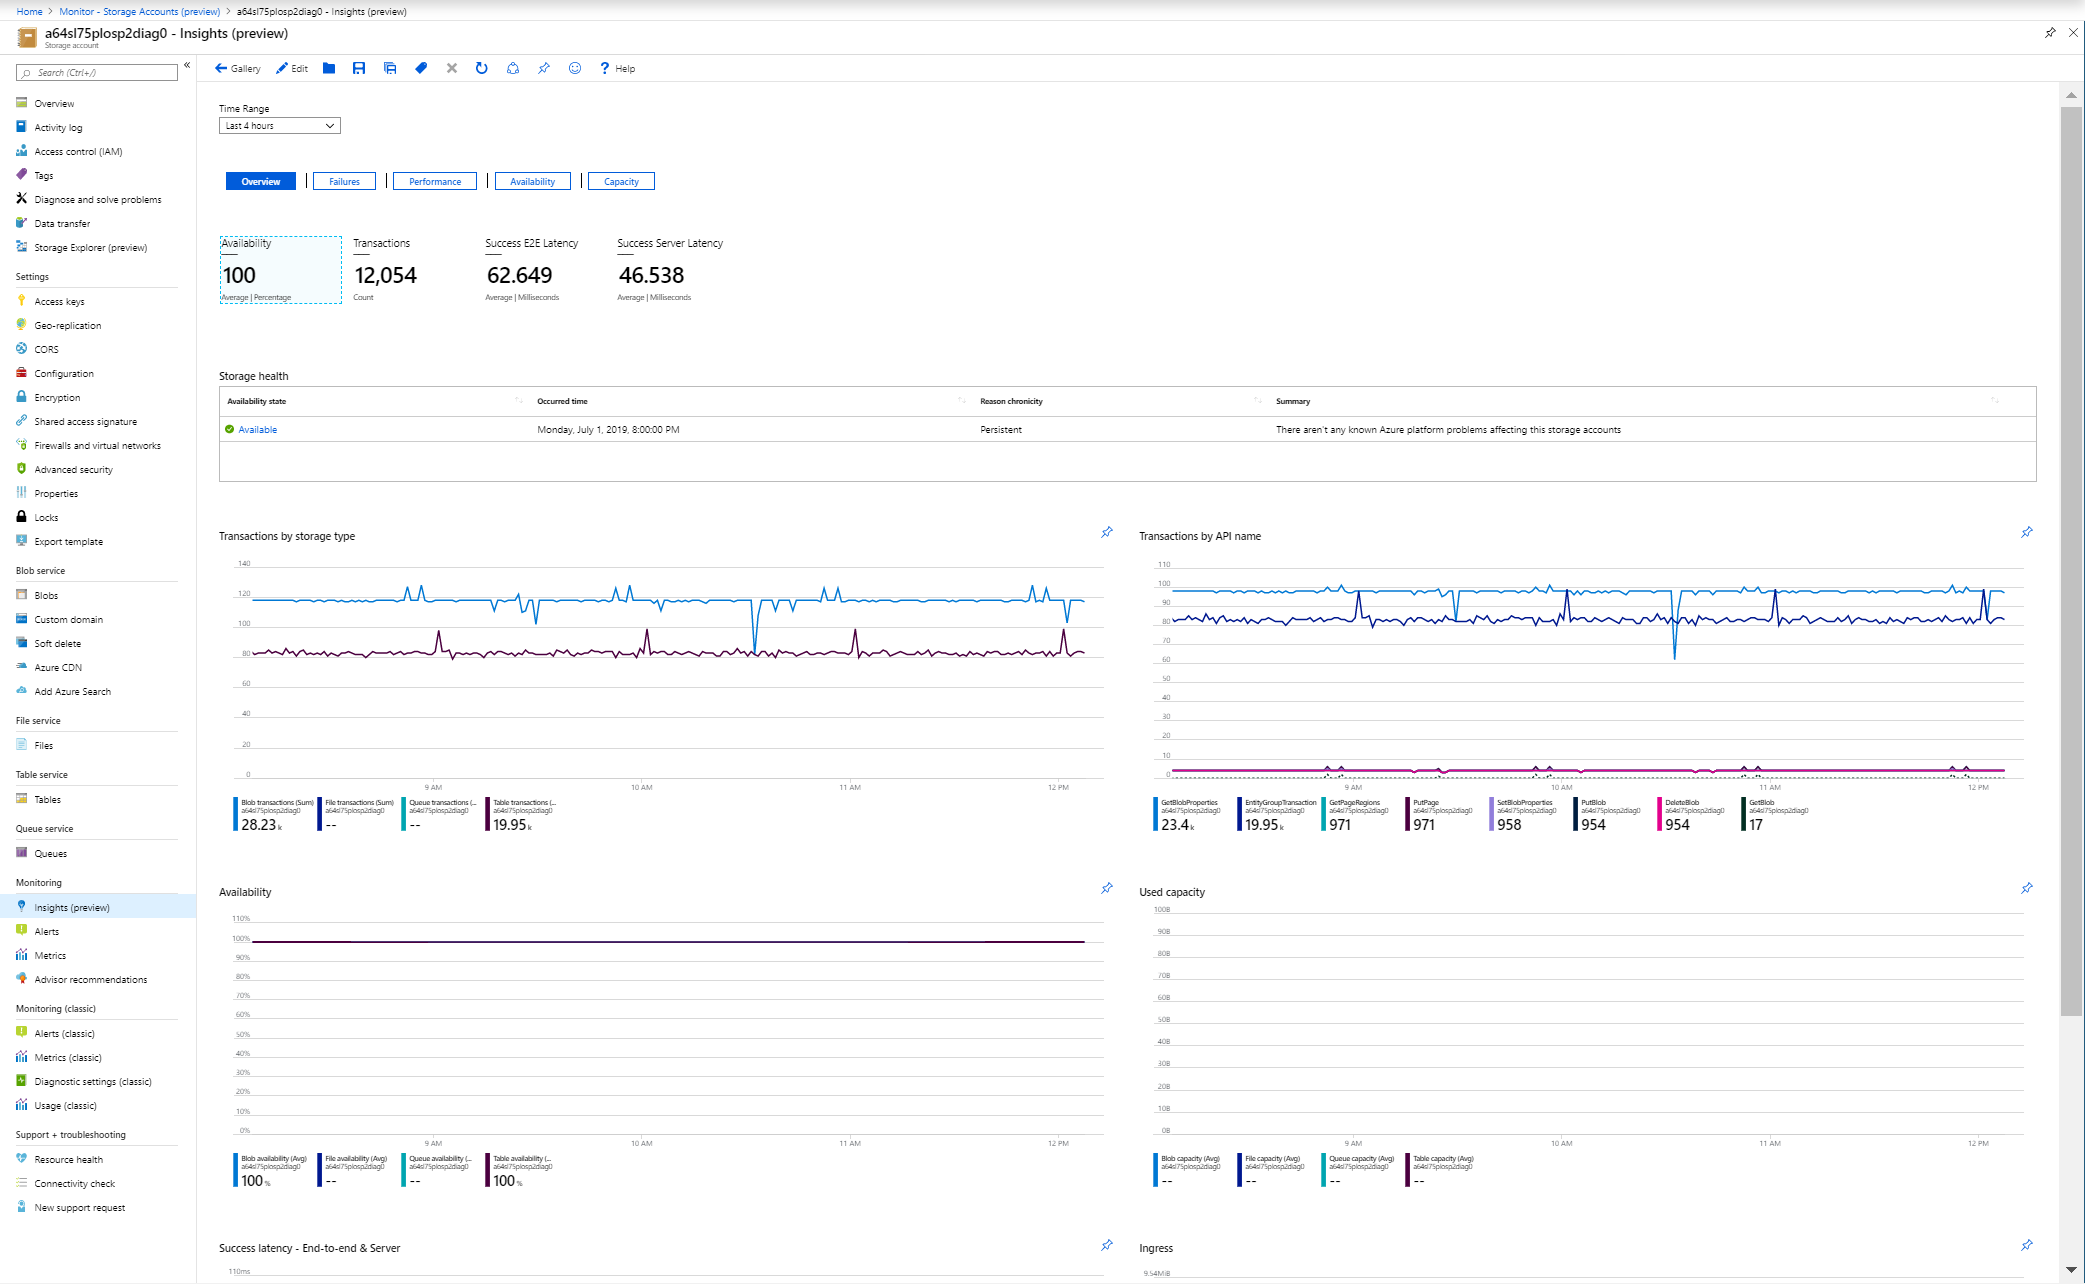 Home > Monitor - Storage Accounts (preview) > a64sl75plosp2diag0 - Insights (preview)
a64sl75plosp2diag0 - Insights (preview)
Storage account
Search (Ctrl+/)
«
Overview
Activity log
Access control (IAM)
Tags
Diagnose and solve problems
Data transfer
Storage Explorer (preview)
Settings
Access keys
Geo-replication
CORS
Configuration
Encryption
Shared access signature
Firewalls and virtual networks
Advanced security
Properties
Locks
Export template
Blob service
Blobs
Custom domain
Soft delete
Azure CDN
Add Azure Search
File service
Files
Table service
Tables
Queue service
Queues
Monitoring
Insights (preview)
Alerts
Metrics
Advisor recommendations
Monitoring (classic)
Alerts (classic)
Metrics (classic)
Diagnostic settings (classic)
Usage (classic)
Support + troubleshooting
Resource health
Connectivity check
New support request
Gallery Edit ? Help
Time Range
Last 4 hours
Overview | Failures | Performance | Availability | Capacity
Availability
100
Average | Percentage
Transactions
12,054
Count
Success E2E Latency
62.649
Average | Milliseconds
Success Server Latency
46.538
Average | Milliseconds
Storage health
Availability state Occurred time Reason chronicity Summary
Available Monday, July 1, 2019, 8:00:00 PM Persistent There aren't any known Azure platform problems affecting this storage accounts
Transactions by storage type
140
120
100
80
60
40
20
0
9 AM 10 AM 11 AM 12 PM
Blob transactions (Sum) File transactions (Sum) Queue transactions (... Table transactions (...
a64sl75plosp2diag0 a64sl75plosp2diag0 a64sl75plosp2diag0 a64sl75plosp2diag0
28.23 k -- -- 19.95 k
Transactions by API name
110
100
90
80
70
60
50
40
30
20
10
0
9 AM 10 AM 11 AM 12 PM
GetBlobProperties EntityGroupTransaction GetPageRegions PutPage SetBlobProperties PutBlob DeleteBlob GetBlob
a64sl75plosp2diag0 a64sl75plosp2diag0 a64sl75plosp2diag0 a64sl75plosp2diag0 a64sl75plosp2diag0 a64sl75plosp2diag0 a64sl75plosp2diag0 a64sl75plosp2diag0
23.4 k 19.95 k 971 971 958 954 954 17
Availability
110%
100%
90%
80%
70%
60%
50%
40%
30%
20%
10%
0%
9 AM 10 AM 11 AM 12 PM
Blob availability (Avg) File availability (Avg) Queue availability (... Table availability (...
a64sl75plosp2diag0 a64sl75plosp2diag0 a64sl75plosp2diag0 a64sl75plosp2diag0
100 % -- -- 100 %
Used capacity
100B
90B
80B
70B
60B
50B
40B
30B
20B
10B
0B
9 AM 10 AM 11 AM 12 PM
Blob capacity (Avg) File capacity (Avg) Queue capacity (Avg) Table capacity (Avg)
a64sl75plosp2diag0 a64sl75plosp2diag0 a64sl75plosp2diag0 a64sl75plosp2diag0
-- -- -- --
Success latency - End-to-end & Server
110ms
Ingress
9.54MiB